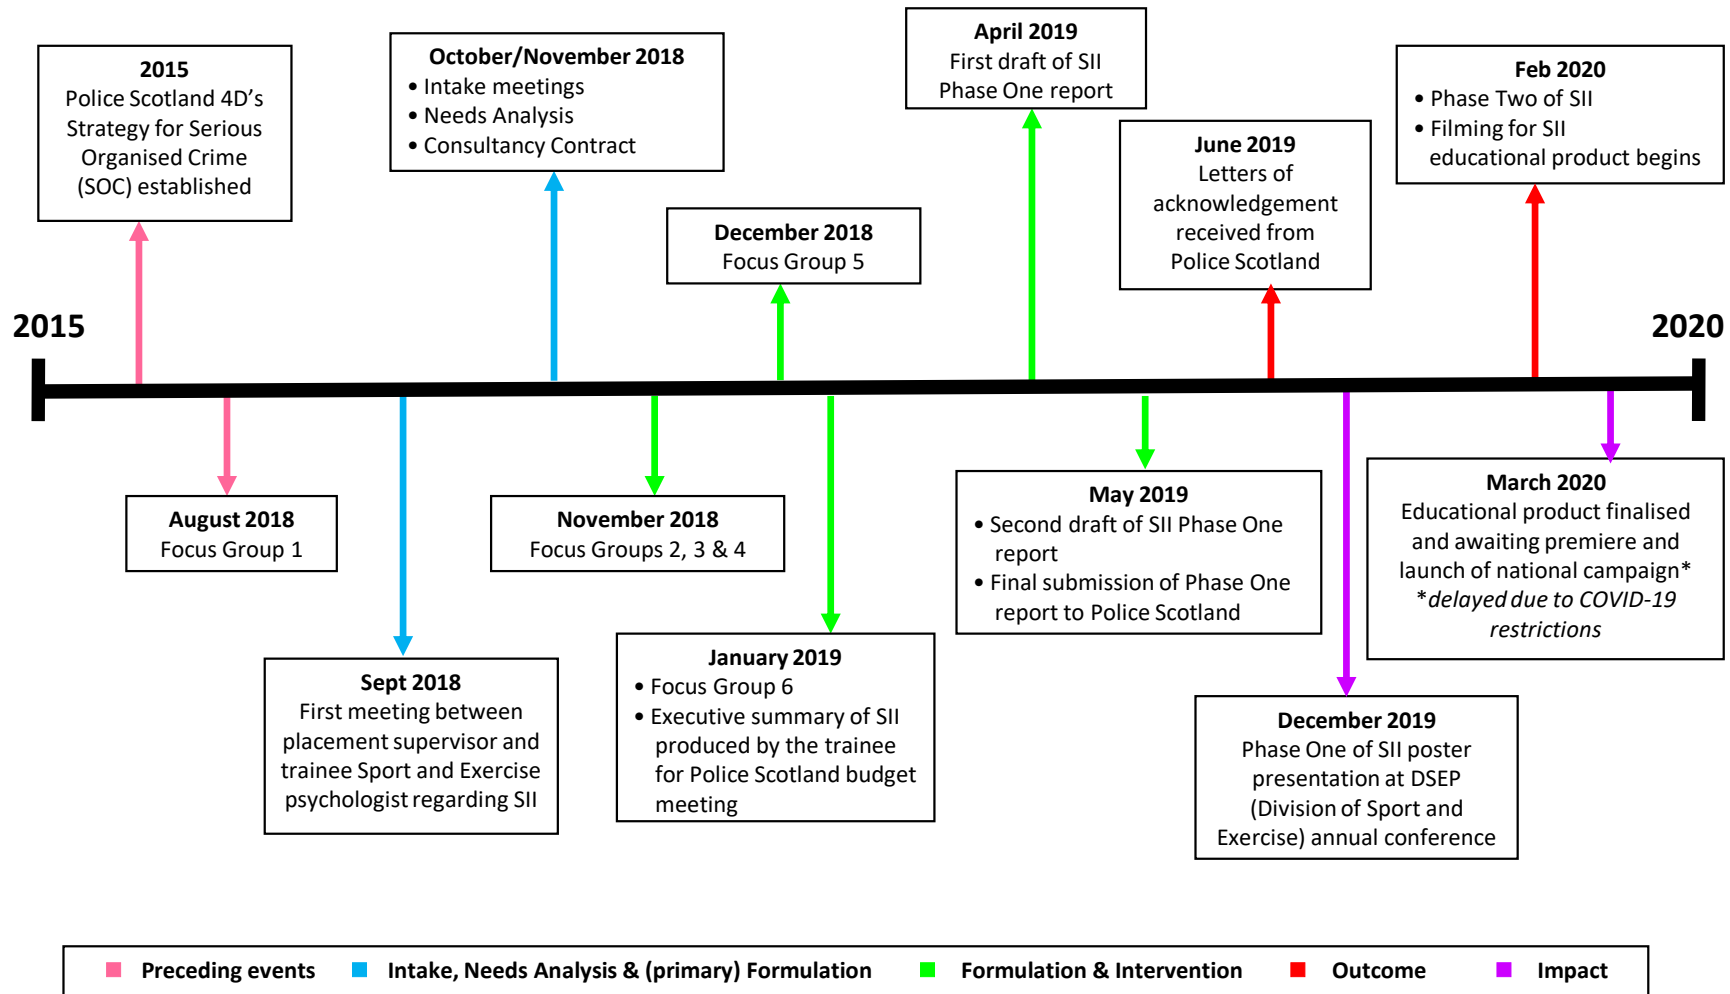 2015
Police Scotland 4D’s
Strategy for Serious
Organised Crime
(SOC) established
October/November 2018
• Intake meetings
• Needs Analysis
• Consultancy Contract
December 2018
Focus Group 5
April 2019
First draft of SII
Phase One report
June 2019
Letters of
acknowledgement
received from
Police Scotland
Feb 2020
• Phase Two of SII
• Filming for SII
educational product begins
2015
2020
August 2018
Focus Group 1
Sept 2018
First meeting between
placement supervisor and
trainee Sport and Exercise
psychologist regarding SII
November 2018
Focus Groups 2, 3 & 4
January 2019
• Focus Group 6
• Executive summary of SII
produced by the trainee
for Police Scotland budget
meeting
May 2019
• Second draft of SII Phase One
report
• Final submission of Phase One
report to Police Scotland
December 2019
Phase One of SII poster
presentation at DSEP
(Division of Sport and
Exercise) annual conference
March 2020
Educational product finalised
and awaiting premiere and
launch of national campaign*
*delayed due to COVID-19
restrictions
Preceding events
Intake, Needs Analysis & (primary) Formulation
Formulation & Intervention
Outcome
Impact